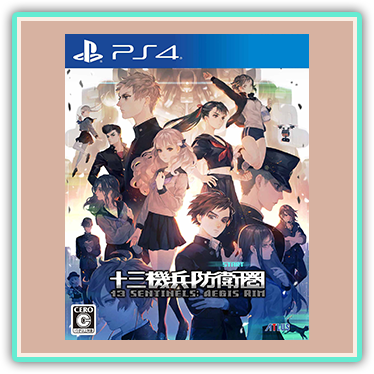 PS4
START
十三機兵防衛圏
13 SENTINELS: AEGIS RIM
CERO
C
ATLUS